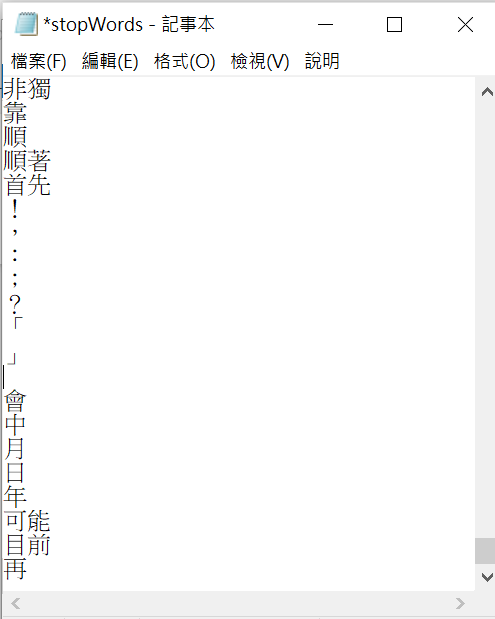 *stopWords - 記事本
檔案(F) 編輯(E) 格式(O) 檢視(V) 說明
非獨
靠
順
順著
首先
！
，
：
；
？
「
」
會
中
月
日
年
可能
目前
再